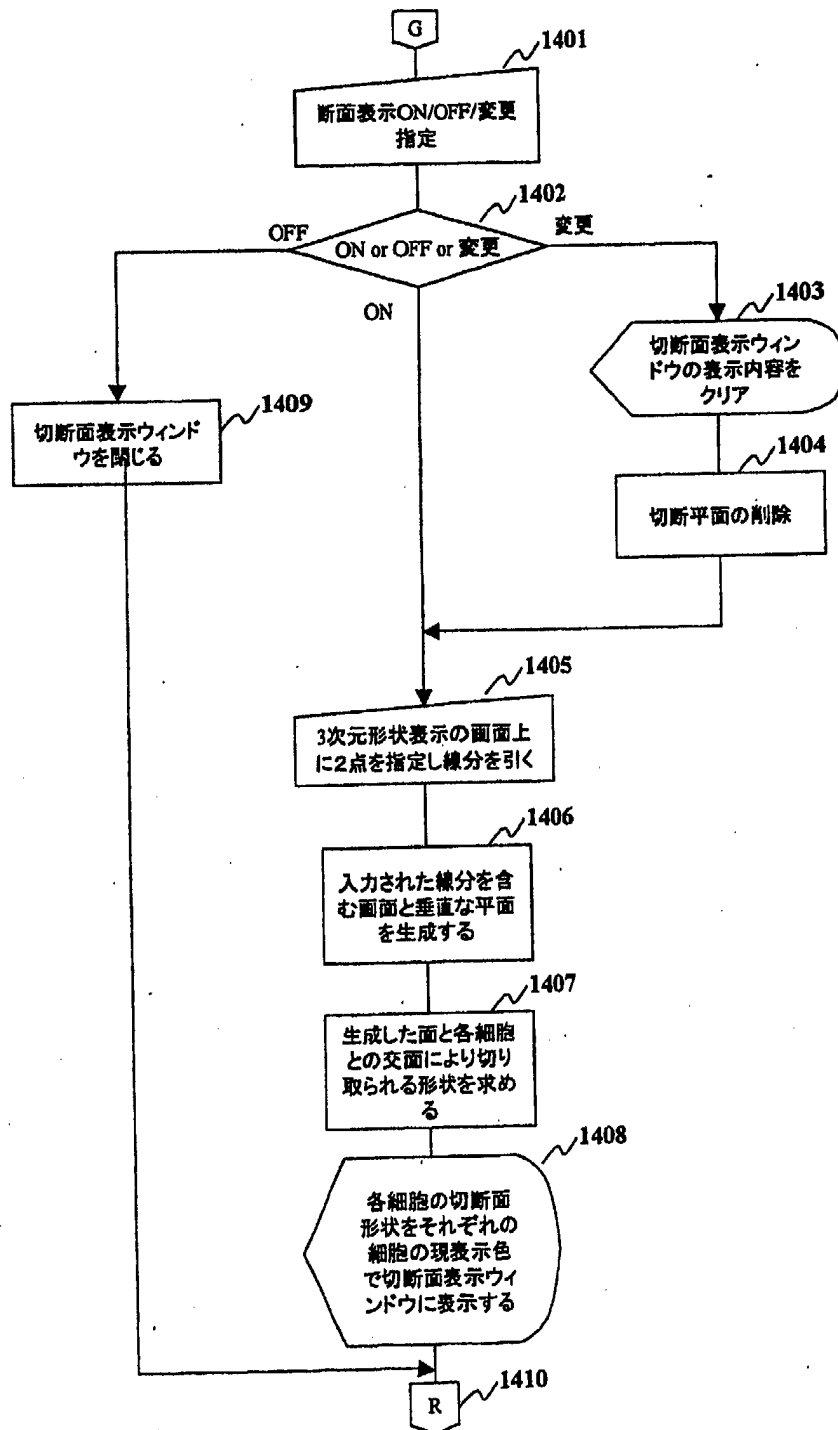 G
1401
断面表示ON/OFF/変更
指定
1402
OFF
ON or OFF or 変更
変更
ON
1403
切断面表示ウィン
ドウの表示内容を
クリア
1409
切断面表示ウィンド
ウを閉じる
1404
切断平面の削除
1405
3次元形状表示の画面上
に2点を指定し線分を引く
1406
入力された線分を含
む画面と垂直な平面
を生成する
1407
生成した面と各細胞
との交面により切り
取られる形状を求め
る
1408
各細胞の切断面
形状をそれぞれの
細胞の現表示色
で切断面表示ウィ
ンドウに表示する
1410
R